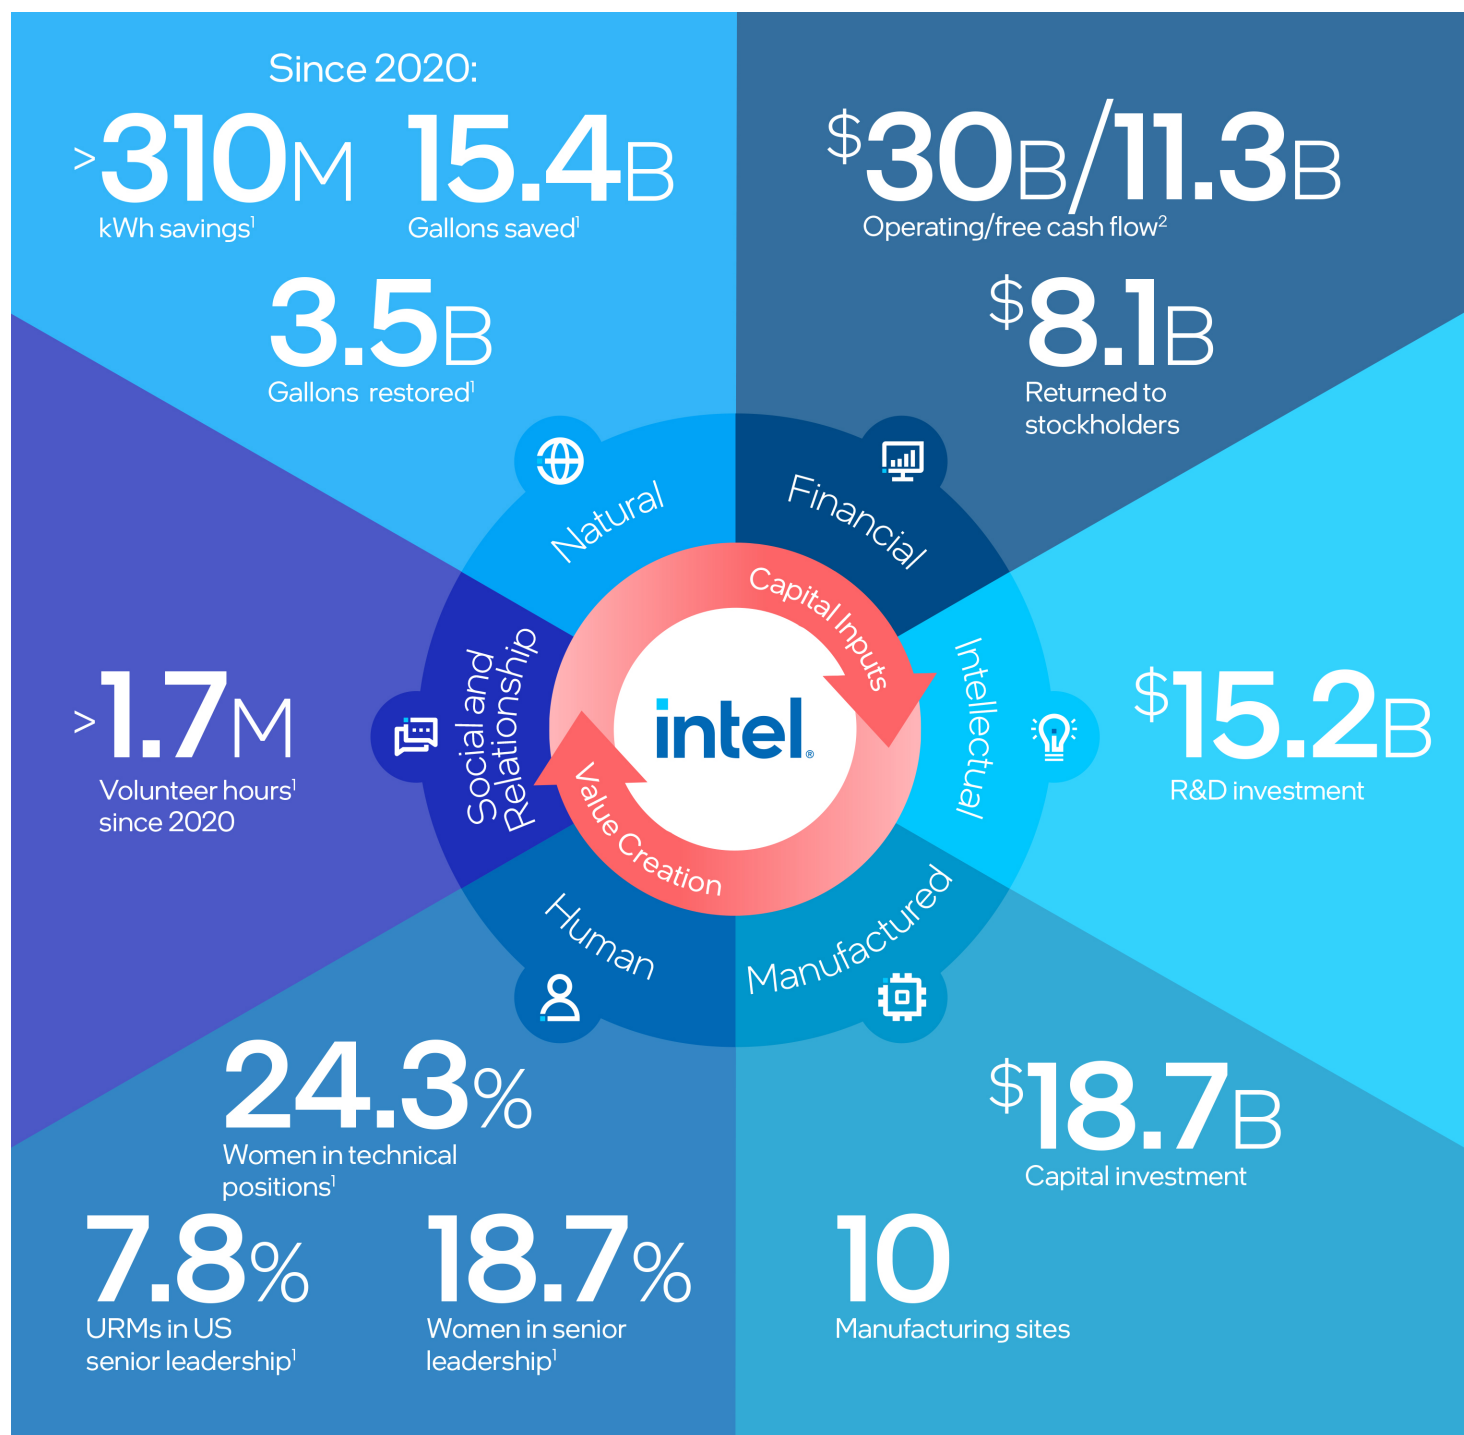 Since 2020:
>310M
kWh savings¹
15.4B
Gallons saved¹
3.5B
Gallons restored¹
$30B/11.3B
Operating/free cash flow²
$8.1B
Returned to
stockholders
Natural
Financial
Capital Inputs
Social and
Relationship
Intellectual
intel®
Value Creation
Human
Manufactured
>1.7M
Volunteer hours¹
since 2020
$15.2B
R&D investment
24.3%
Women in technical
positions¹
7.8%
URMs in US
senior leadership¹
18.7%
Women in senior
leadership¹
$18.7B
Capital investment
10
Manufacturing sites